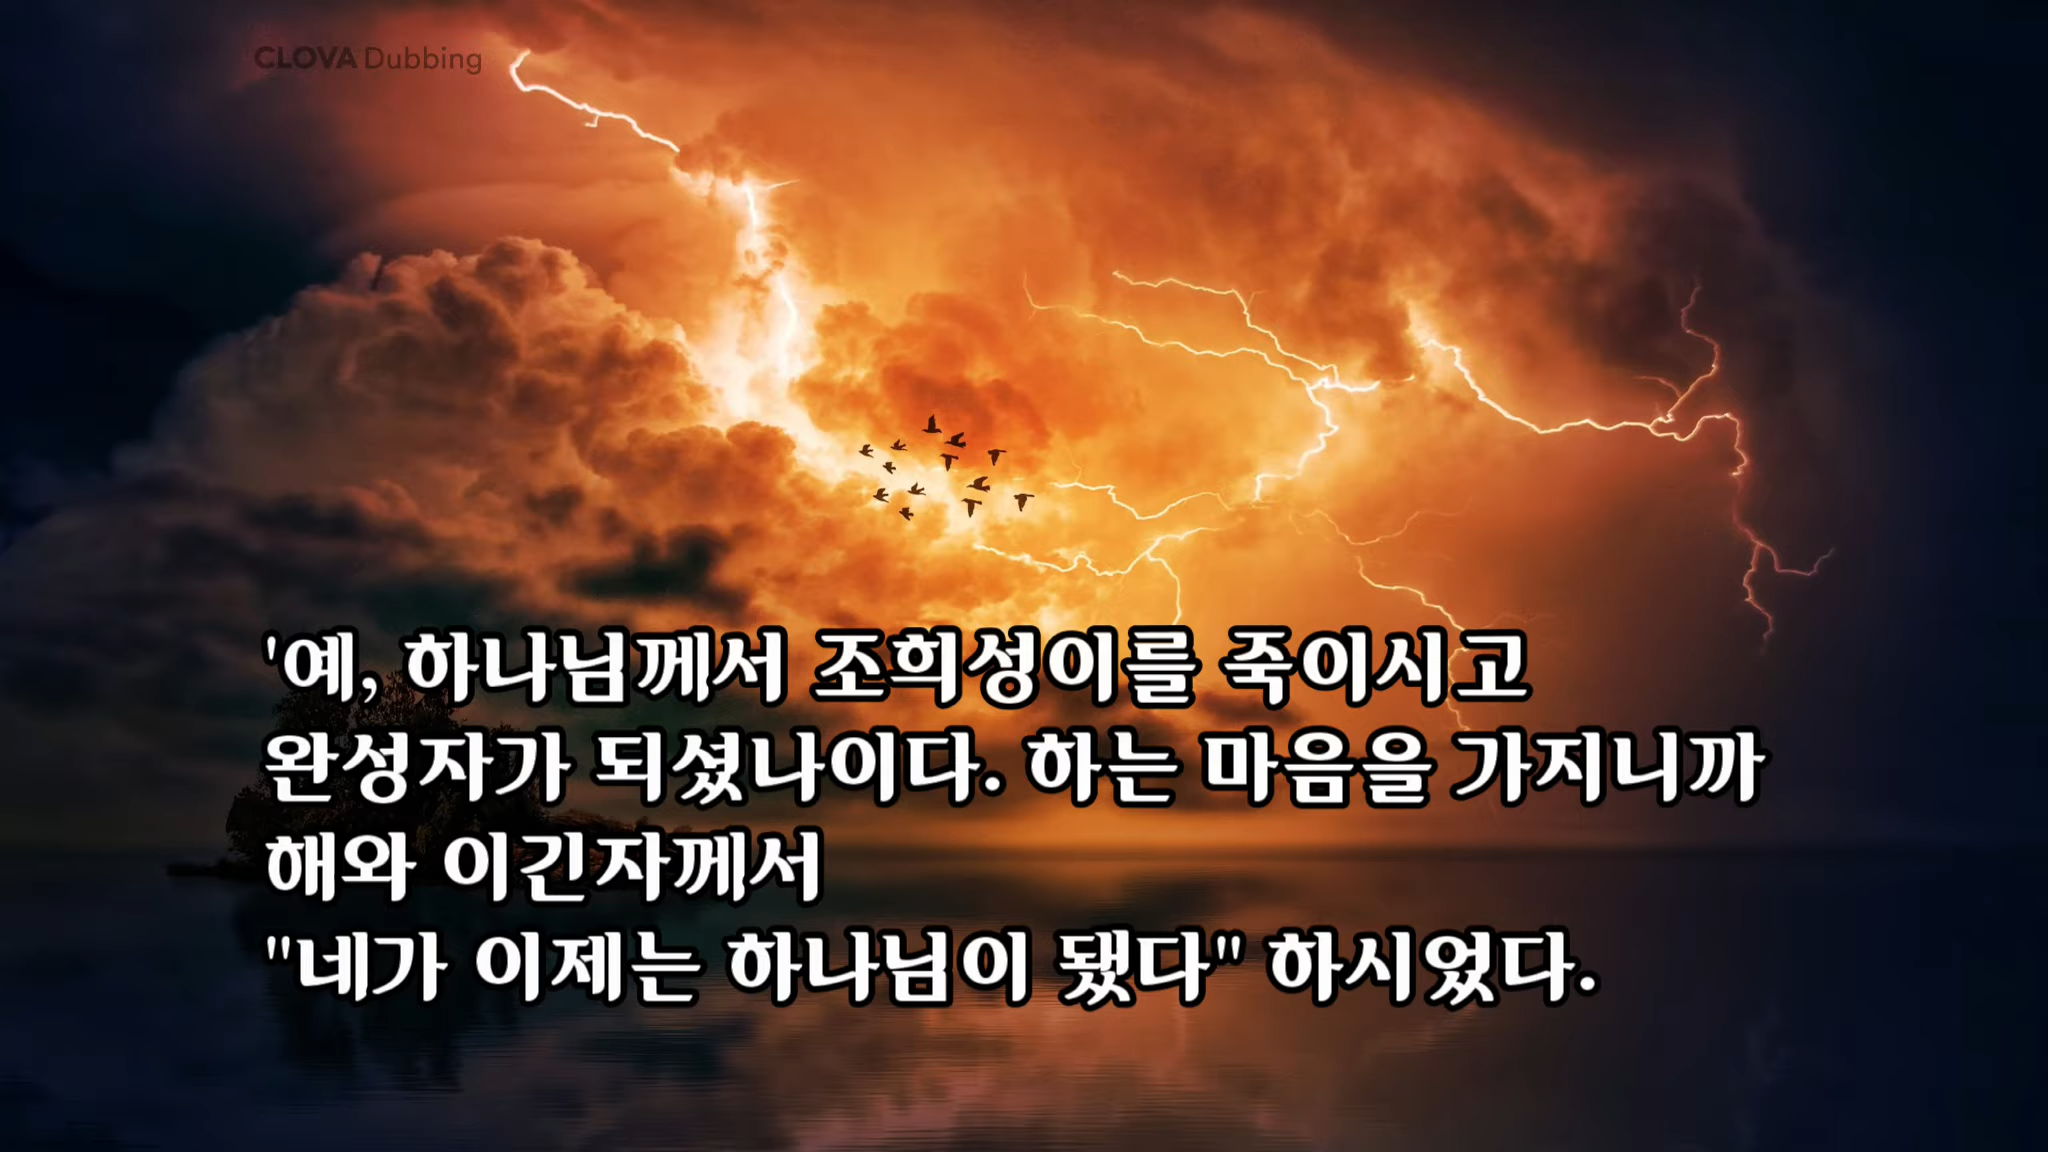 CLOVA Dubbing
'예, 하나님께서 조희성이를 죽이시고
완성자가 되셨나이다. 하는 마음을 가지니까
해와 이긴자께서
"네가 이제는 하나님이 됐다" 하시었다.